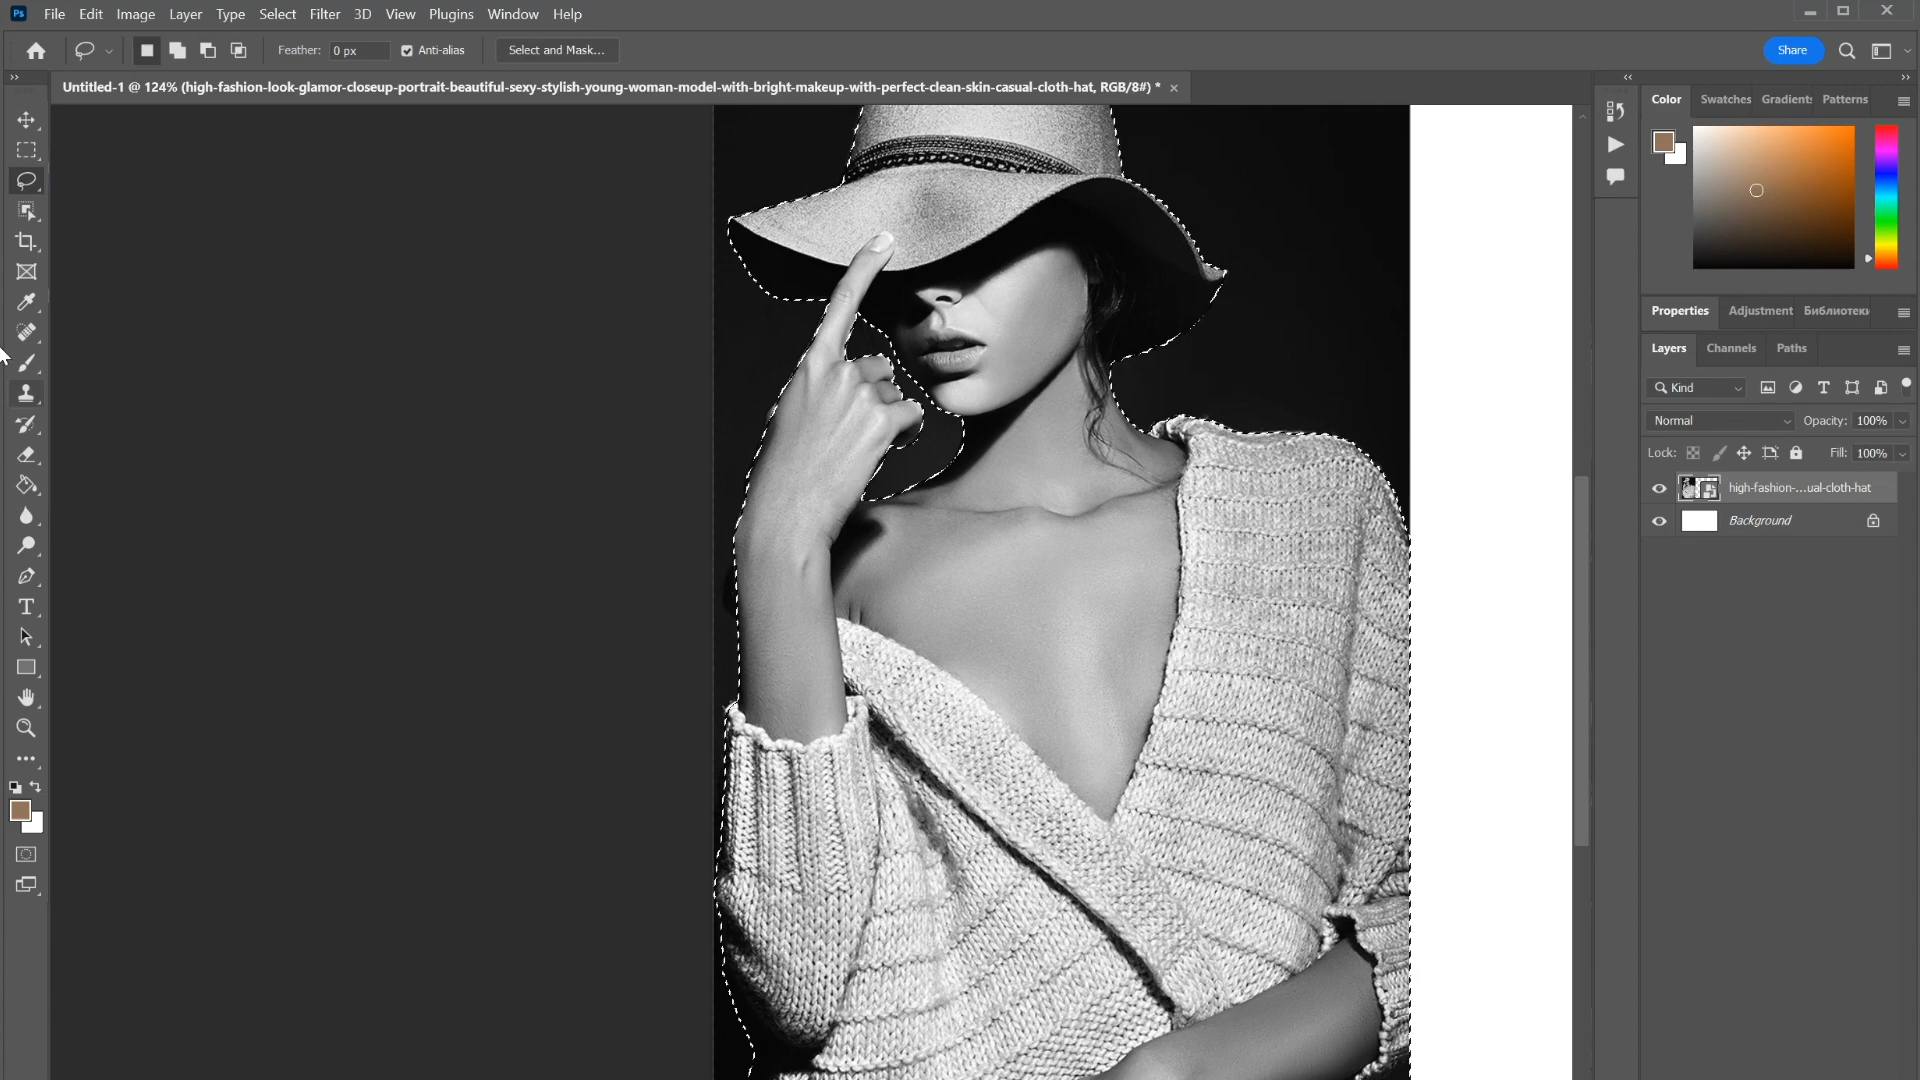 Ps File Edit Image Layer Type Select Filter 3D View Plugins Window Help
Feather: 0 px Anti-alias Select and Mask... Share
Untitled-1 @ 124% (high-fashion-look-glamor-closeup-portrait-beautiful-sexy-stylish-young-woman-model-with-bright-makeup-with-perfect-clean-skin-casual-cloth-hat, RGB/8#) *
Color Swatches Gradients Patterns
Properties Adjustment Библиотеки
Layers Channels Paths
Kind
Normal Opacity: 100%
Lock: Fill: 100%
high-fashion-...ual-cloth-hat
Background